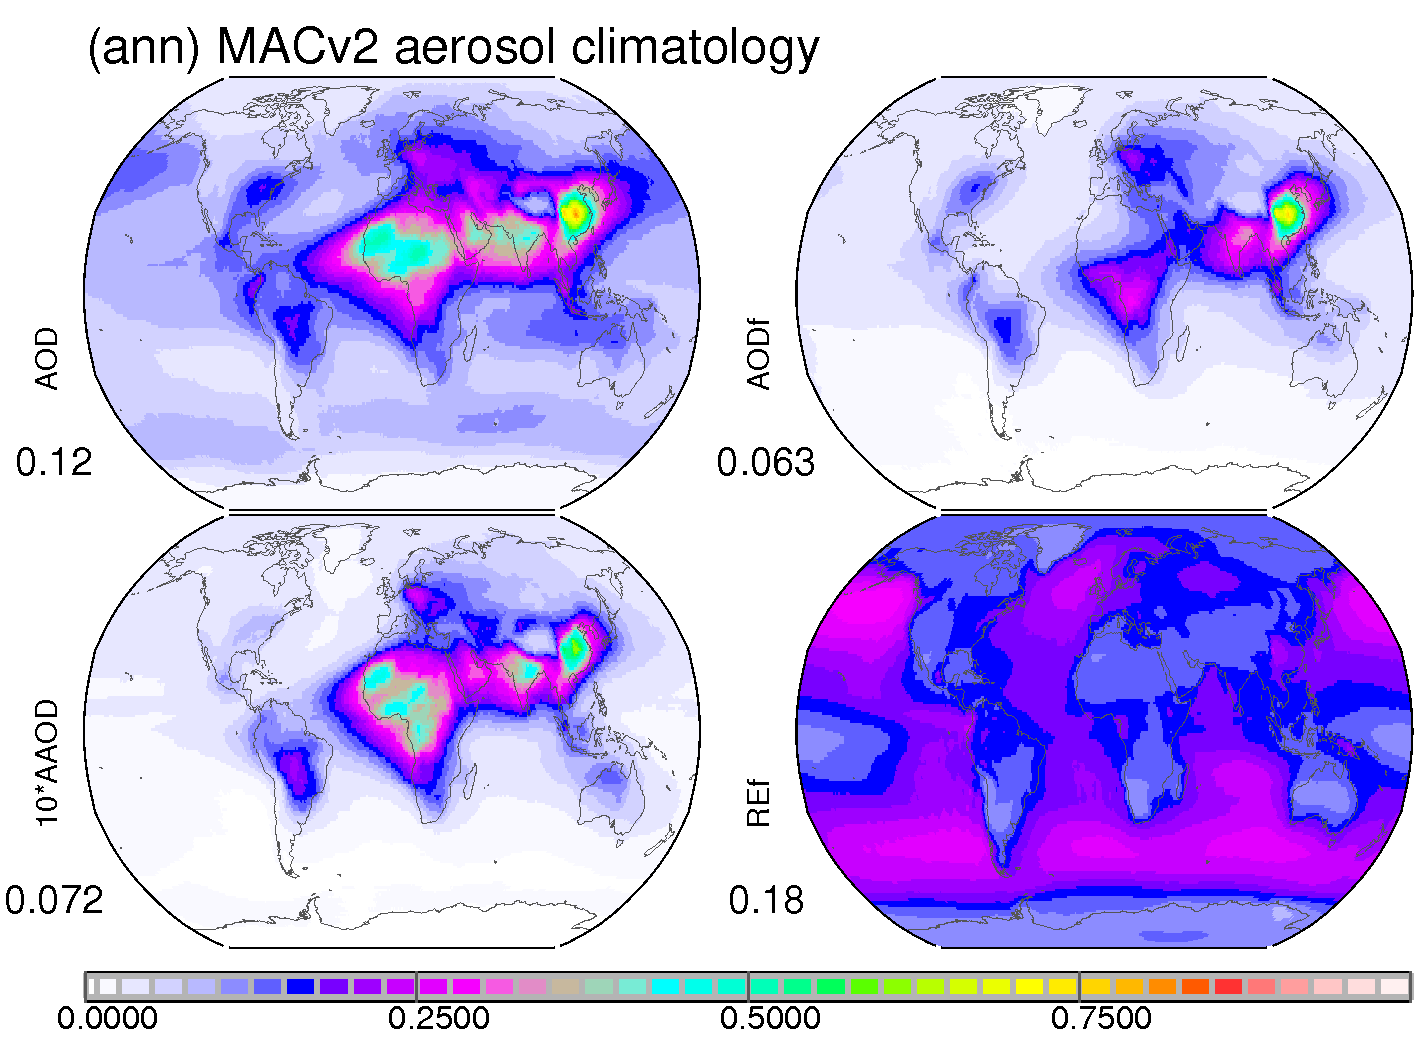 (ann) MACv2 aerosol climatology
AOD
0.12
AODf
0.063
10*AAOD
0.072
REf
0.18
0.0000 0.2500 0.5000 0.7500